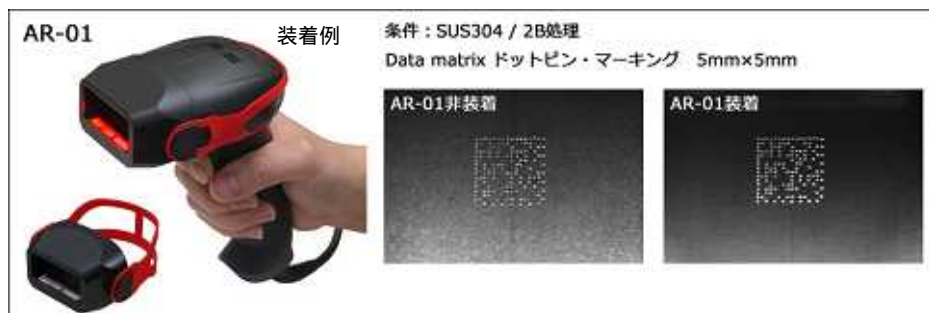 AR-01
装着例
条件：SUS304 / 2B処理
Data matrix ドットピン・マーキング　5mm×5mm
AR-01非装着
AR-01装着